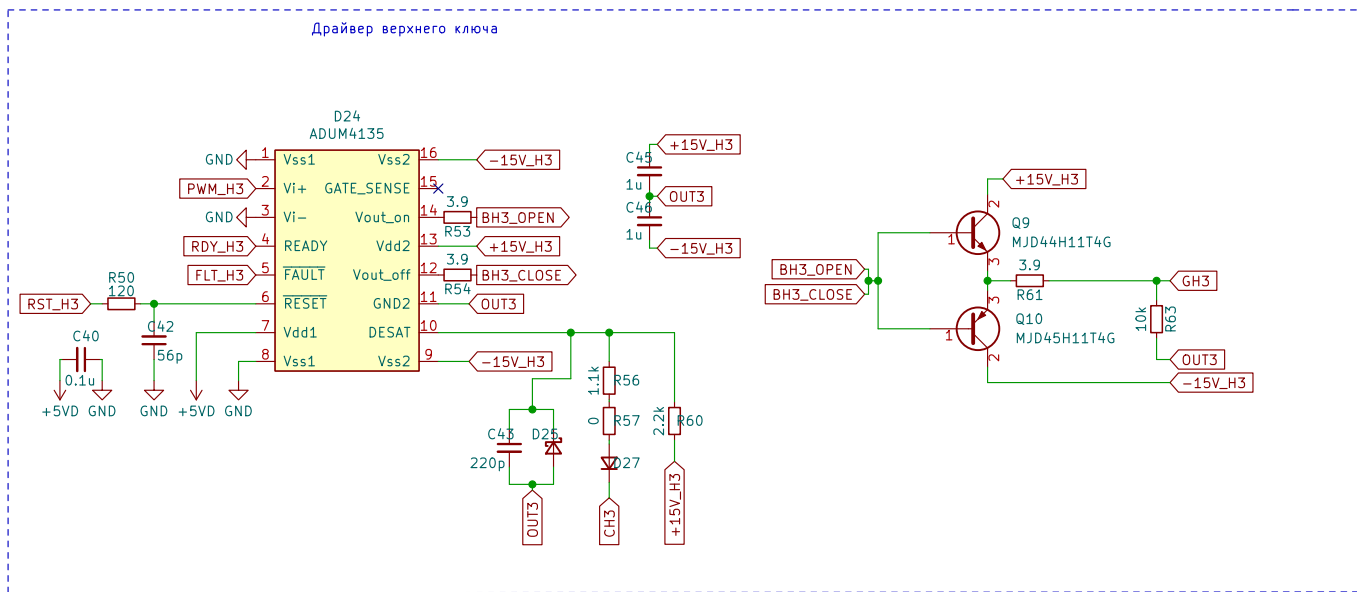 Драйвер верхнего ключа
D24
ADUM4135
GND
1
Vss1
Vss2
16
-15V_H3
PWM_H3
2
Vi+
GATE_SENSE
15
GND
3
Vi-
Vout_on
14
3.9
R53
BH3_OPEN
RDY_H3
4
READY
Vdd2
13
+15V_H3
FLT_H3
5
FAULT
Vout_off
12
3.9
R54
BH3_CLOSE
RST_H3
R50
120
6
RESET
GND2
11
OUT3
7
Vdd1
DESAT
10
8
Vss1
Vss2
9
-15V_H3
C40
0.1u
C42
56p
+5VD
GND
GND
+5VD
GND
C43
220p
D25
OUT3
1.1k
R56
0
R57
D27
CH3
2.2k
R60
+15V_H3
+15V_H3
C45
1u
OUT3
C46
1u
-15V_H3
+15V_H3
2
Q9
MJD44H11T4G
1
3
BH3_OPEN
BH3_CLOSE
3.9
R61
GH3
3
Q10
MJD45H11T4G
1
2
10k
R63
OUT3
-15V_H3